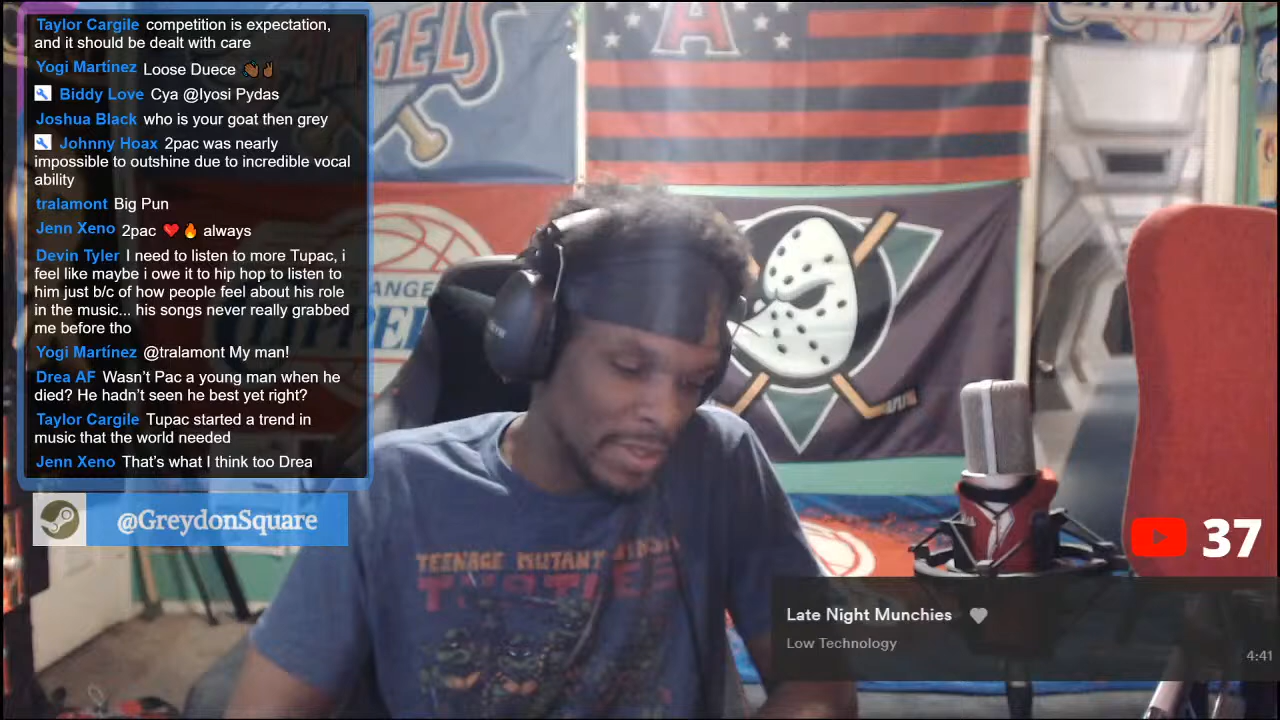 Taylor Cargile competition is expectation,
and it should be dealt with care
Yogi Martínez Loose Duece 👏🏾✌🏾
Biddy Love Cya @Iyosi Pydas
Joshua Black who is your goat then grey
Johnny Hoax 2pac was nearly
impossible to outshine due to incredible vocal
ability
tralamont Big Pun
Jenn Xeno 2pac ❤️🔥 always
Devin Tyler I need to listen to more Tupac, i
feel like maybe i owe it to hip hop to listen to
him just b/c of how people feel about his role
in the music... his songs never really grabbed
me before tho
Yogi Martínez @tralamont My man!
Drea AF Wasn't Pac a young man when he
died? He hadn't seen he best yet right?
Taylor Cargile Tupac started a trend in
music that the world needed
Jenn Xeno That's what I think too Drea
@GreydonSquare
ANGELS
A
CLIPPERS
TEENAGE MUTANT NINJA
TURTLES
37
Late Night Munchies
Low Technology
4:41